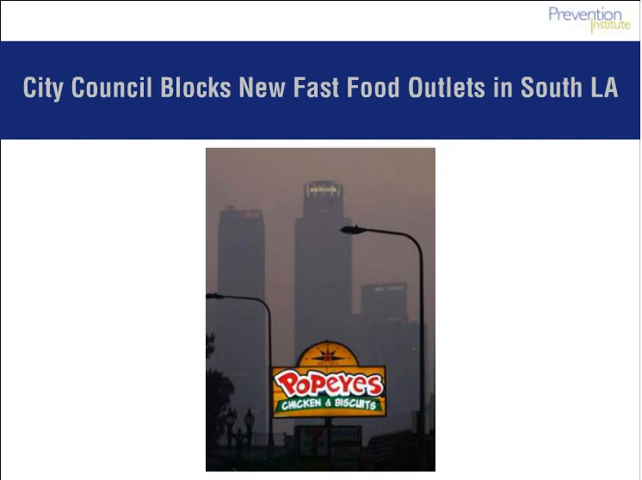 Prevention
Institute
City Council Blocks New Fast Food Outlets in South LA
POPEYES
CHICKEN & BISCUITS